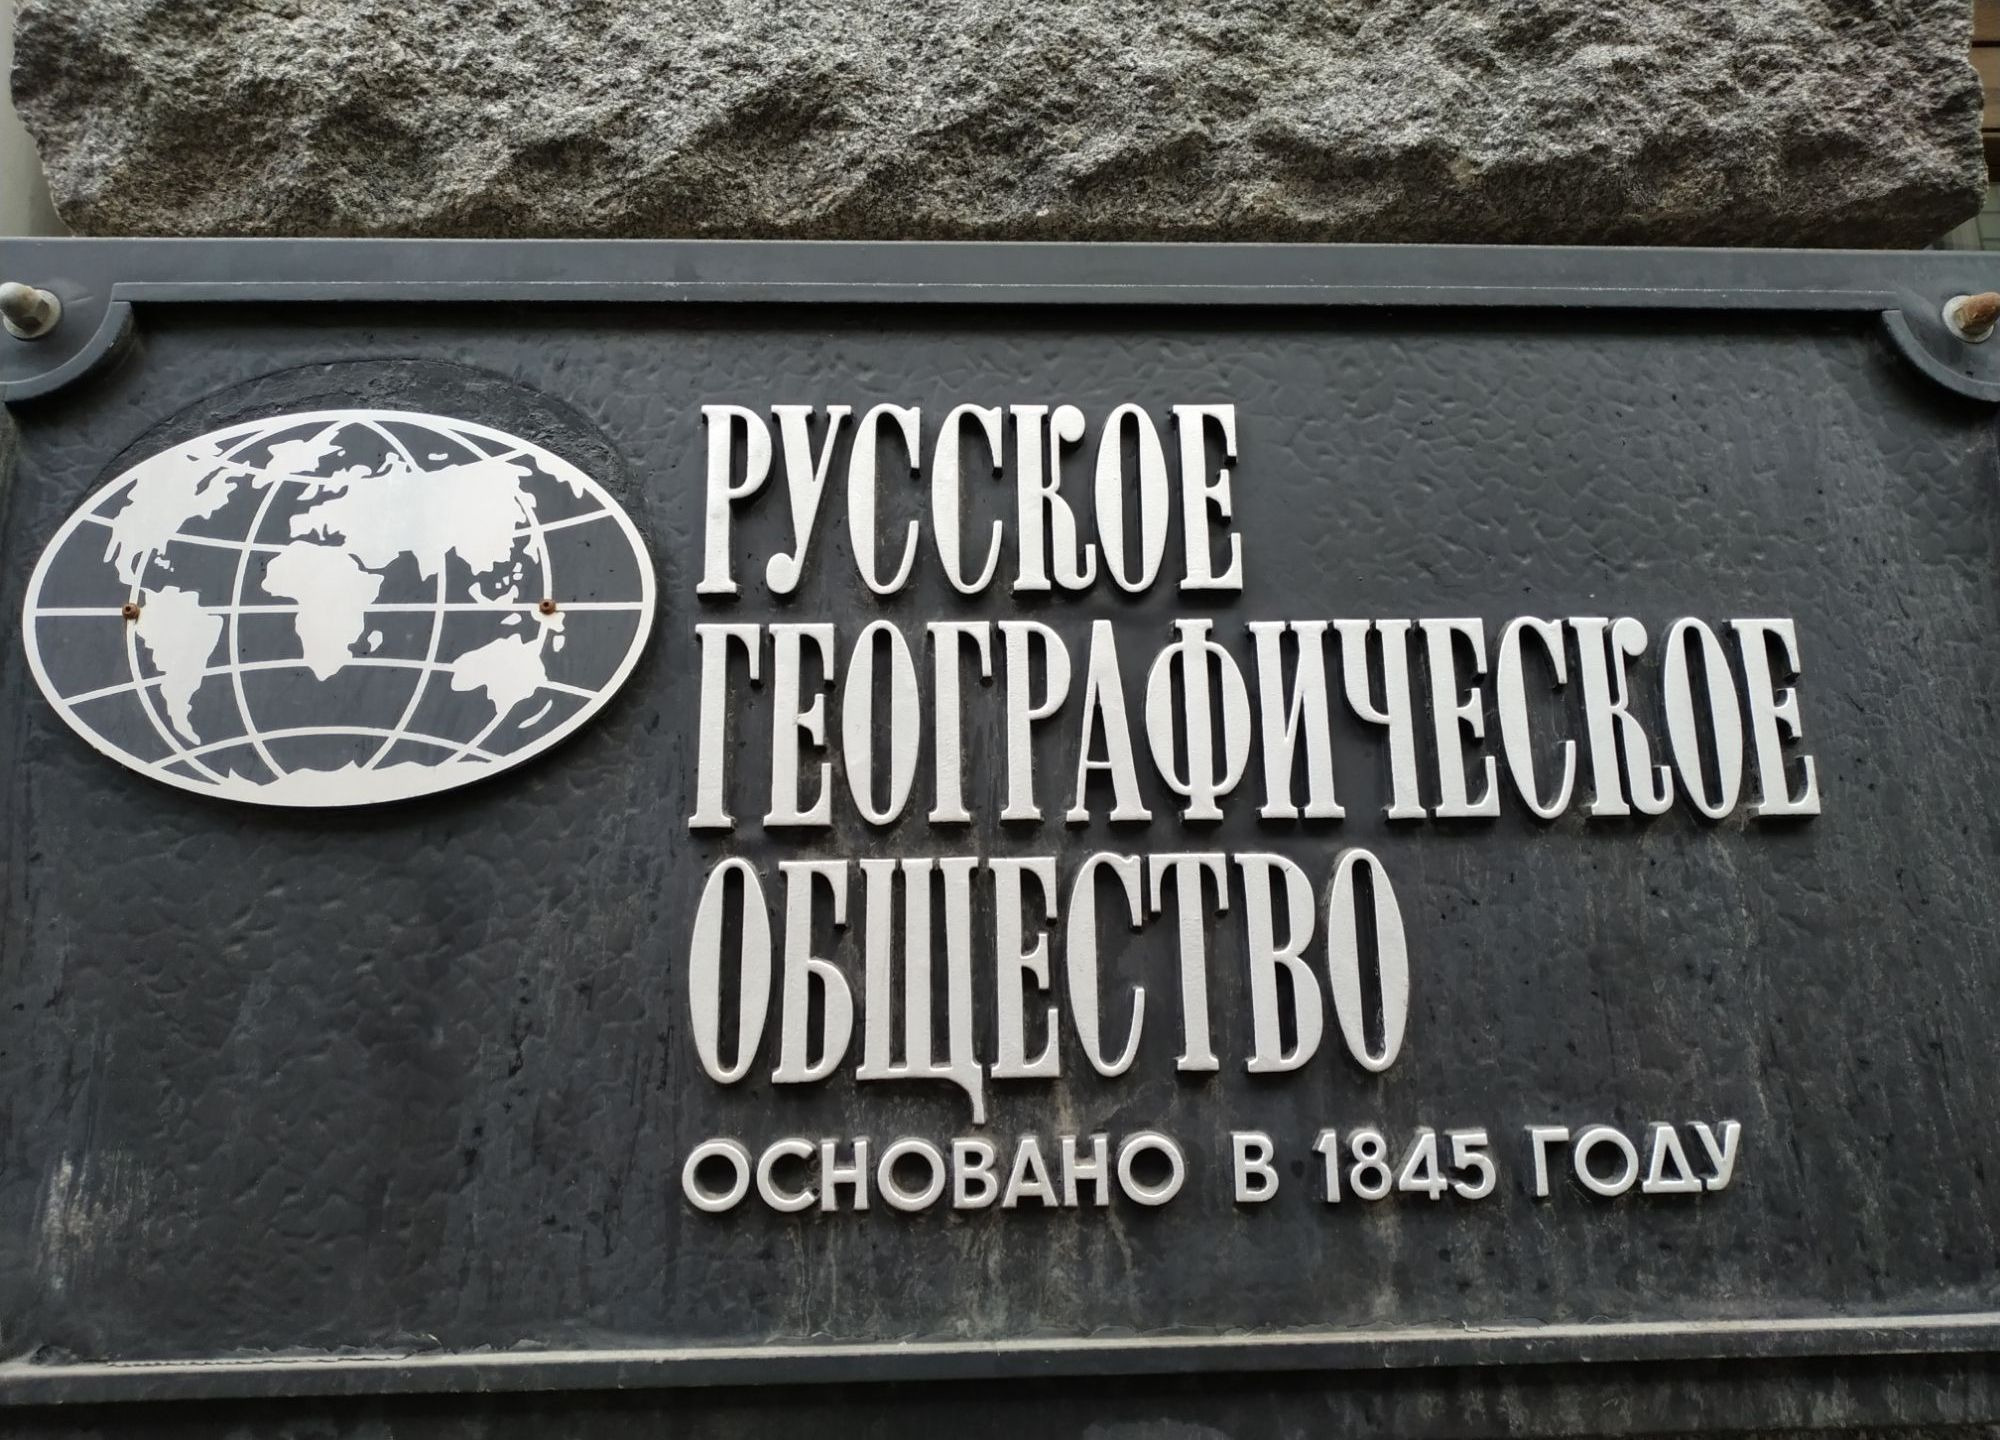 РУССКОЕ
ГЕОГРАФИЧЕСКОЕ
ОБЩЕСТВО
ОСНОВАНО В 1845 ГОДУ